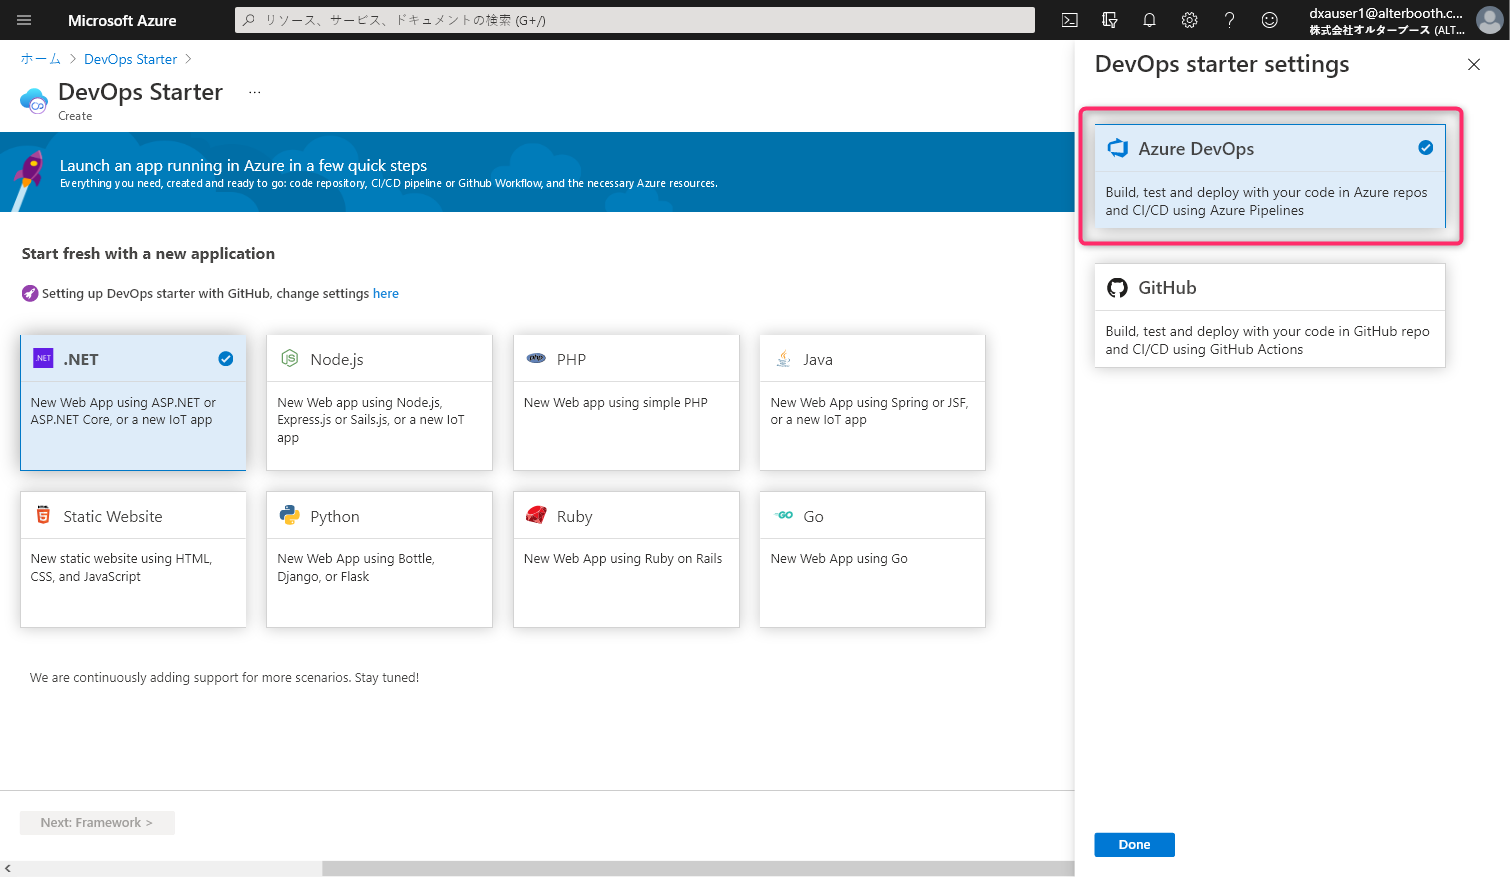 Microsoft Azure
リソース、サービス、ドキュメントの検索 (G+/)
dxauser1@alterbooth.c...
株式会社オルターブース (ALT...
ホーム > DevOps Starter >
DevOps Starter ...
Create
Launch an app running in Azure in a few quick steps
Everything you need, created and ready to go: code repository, CI/CD pipeline or Github Workflow, and the necessary Azure resources.
Start fresh with a new application
Setting up DevOps starter with GitHub, change settings here
.NET
New Web App using ASP.NET or
ASP.NET Core, or a new IoT app
Node.js
New Web app using Node.js,
Express.js or Sails.js, or a new IoT
app
PHP
New Web app using simple PHP
Java
New Web App using Spring or JSF,
or a new IoT app
Static Website
New static website using HTML,
CSS, and JavaScript
Python
New Web App using Bottle,
Django, or Flask
Ruby
New Web App using Ruby on Rails
GO Go
New Web App using Go
We are continuously adding support for more scenarios. Stay tuned!
Next: Framework >
DevOps starter settings
Azure DevOps
Build, test and deploy with your code in Azure repos
and CI/CD using Azure Pipelines
GitHub
Build, test and deploy with your code in GitHub repo
and CI/CD using GitHub Actions
Done